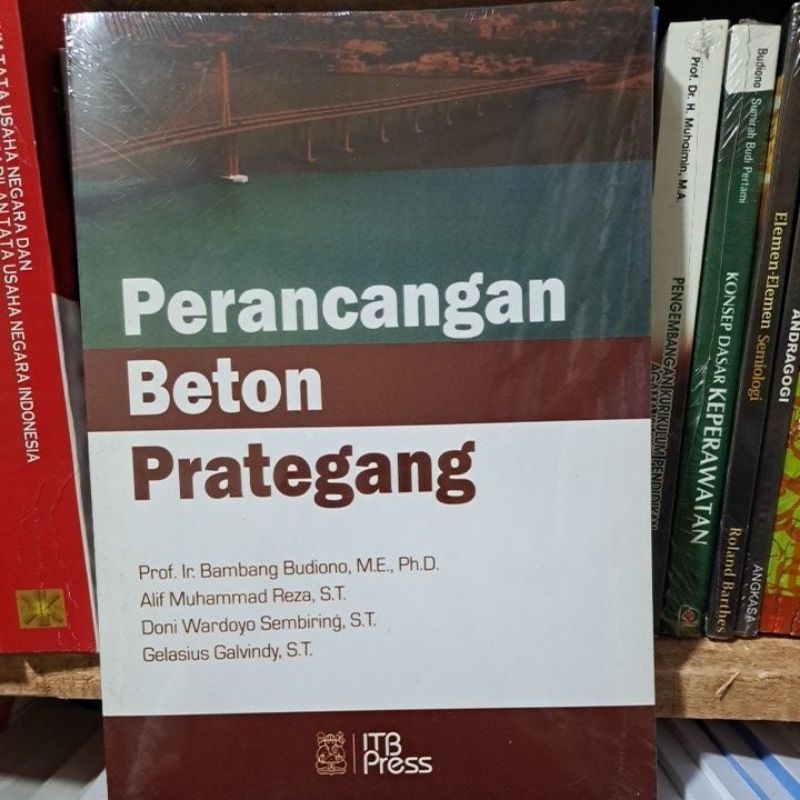 Perancangan
Beton
Prategang
Prof. Ir. Bambang Budiono, M.E., Ph.D.
Alif Muhammad Reza, S.T.
Doni Wardoyo Sembiring, S.T.
Gelasius Galvindy, S.T.
ITB
Press
TATA USAHA NEGARA DAN
TATA USAHA NEGARA INDONESIA
Prof. Dr. H. Muhaimin, M.A.
PENGEMBANGAN KURIKULUM PENDIDIKAN
AGAMA
Budiono
Sumirah Budi Pertami
KONSEP DASAR KEPERAWATAN
Elemen-Elemen Semiologi
Roland Barthes
ANDRAGOGI
ANGKASA